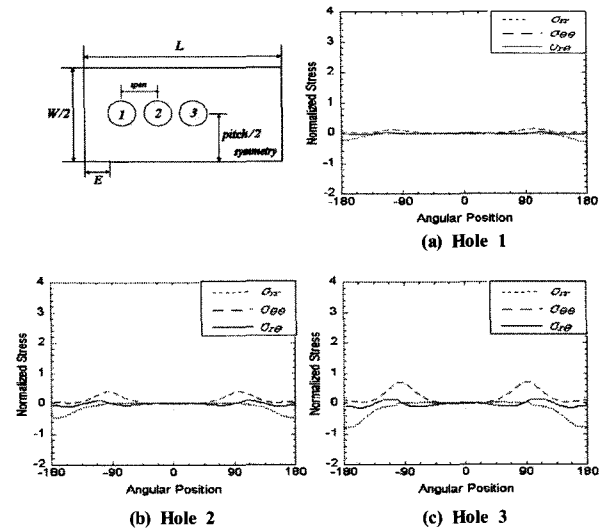 L
span
W/2
1 2 3
pitch/2
symmetry
E
Normalized Stress
4
3
2
1
0
-1
-2
σrr
σθθ
σrθ
-180 -90 0 90 180
Angular Position
(a) Hole 1
Normalized Stress
4
3
2
1
0
-1
-2
σrr
σθθ
σrθ
-180 -90 0 90 180
Angular Position
(b) Hole 2
Normalized Stress
4
3
2
1
0
-1
-2
σrr
σθθ
σrθ
-180 -90 0 90 180
Angular Position
(c) Hole 3